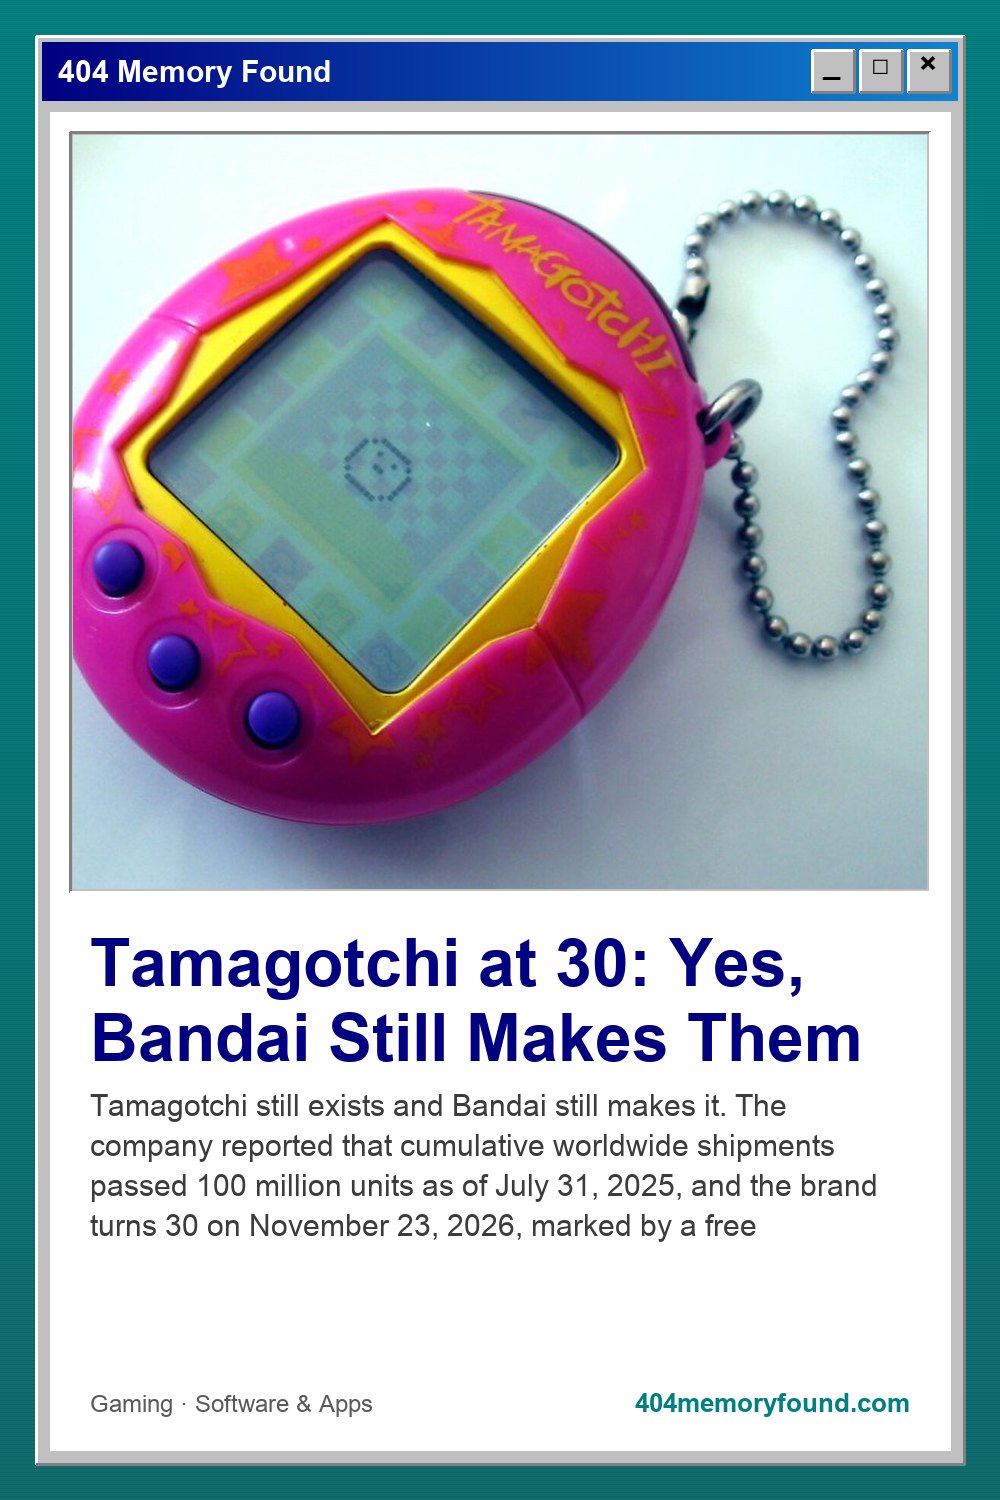 404 Memory Found
TAMAGOTCHI
Tamagotchi at 30: Yes,
Bandai Still Makes Them
Tamagotchi still exists and Bandai still makes it. The
company reported that cumulative worldwide shipments
passed 100 million units as of July 31, 2025, and the brand
turns 30 on November 23, 2026, marked by a free
Gaming · Software & Apps
404memoryfound.com